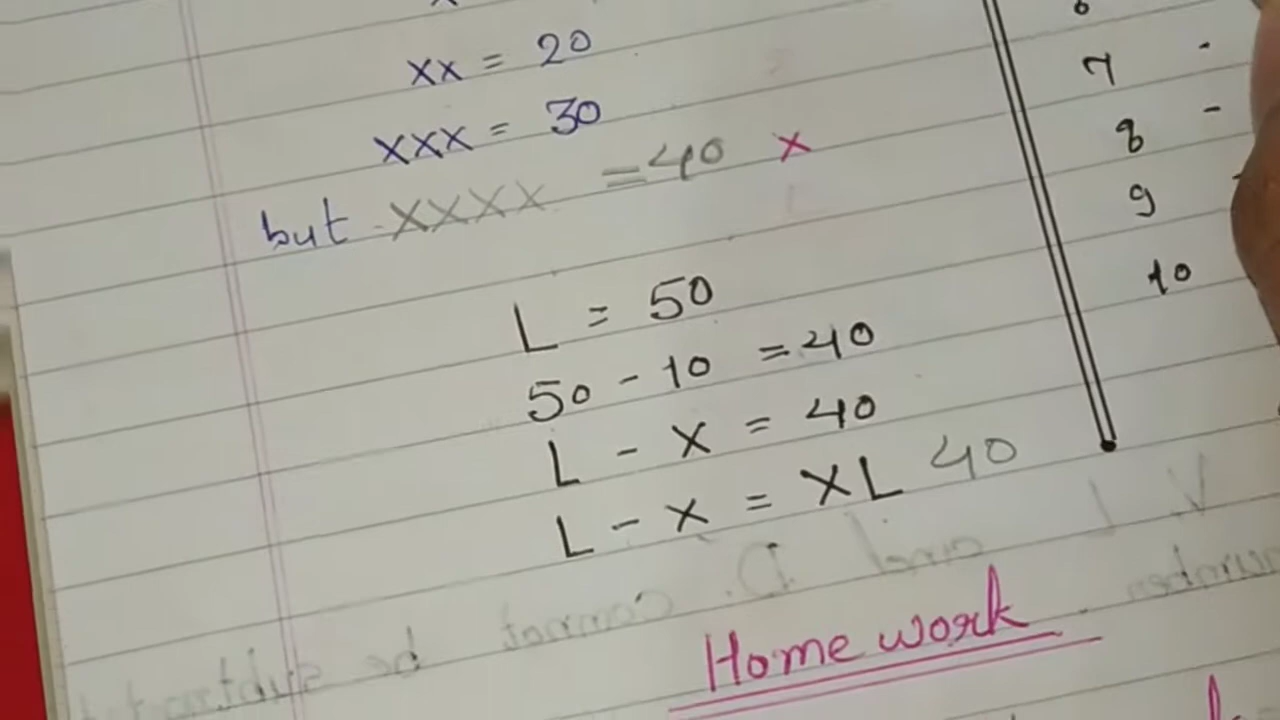 xx = 20
xxx = 30
but xxxx = 40 x
L = 50
50 - 10 = 40
L - x = 40
L - x = XL 40
Home work
7 -
8 -
9 -
10